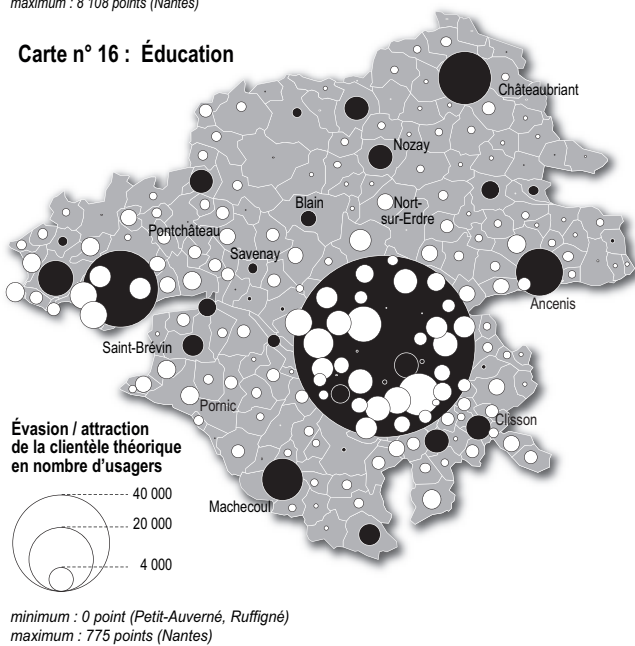 maximum : 8 108 points (Nantes)
Carte n° 16 : Éducation
Châteaubriant
Nozay
Blain
Nort-
sur-Erdre
Pontchâteau
Savenay
Ancenis
Saint-Brévin
Pornic
Clisson
Machecoul
Évasion / attraction
de la clientèle théorique
en nombre d'usagers
40 000
20 000
4 000
minimum : 0 point (Petit-Auverné, Ruffigné)
maximum : 775 points (Nantes)